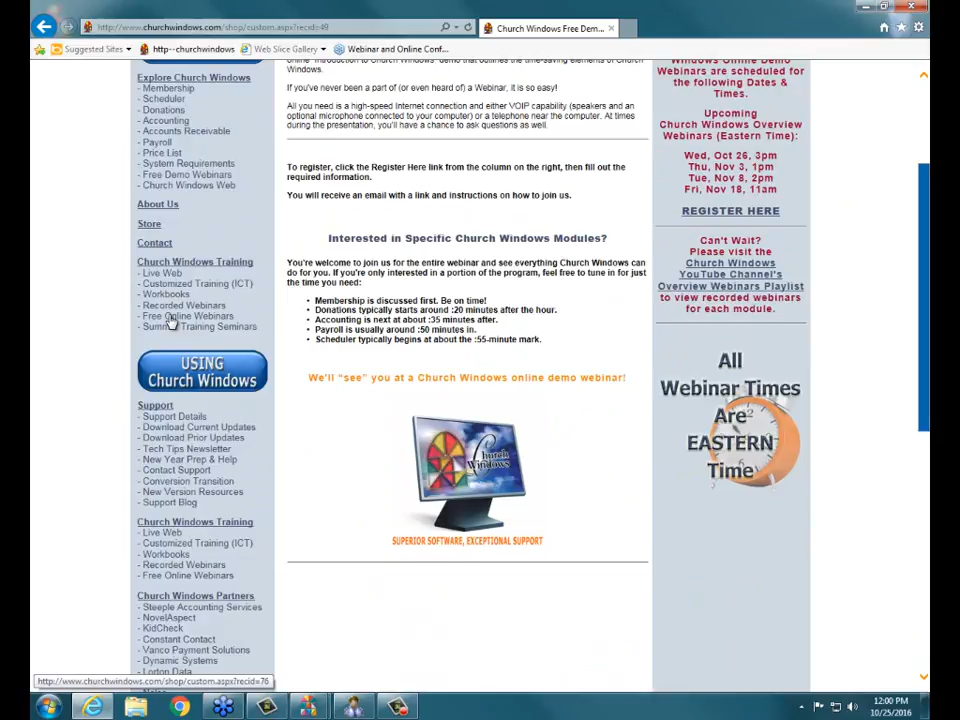 http://www.churchwindows.com/shop/custom.aspx?recid=49
Church Windows Free Dem...
Suggested Sites
http--churchwindows
Web Slice Gallery
Webinar and Online Conf...
Explore Church Windows
- Membership
- Scheduler
- Donations
- Accounting
- Accounts Receivable
- Payroll
- Price List
- System Requirements
- Free Demo Webinars
- Church Windows Web
About Us
Store
Contact
Church Windows Training
- Live Web
- Customized Training (ICT)
- Workbooks
- Recorded Webinars
- Free Online Webinars
- Summer Training Seminars
USING
Church Windows
Support
- Support Details
- Download Current Updates
- Download Prior Updates
- Tech Tips Newsletter
- New Year Prep & Help
- Contact Support
- Conversion Transition
- New Version Resources
- Support Blog
Church Windows Training
- Live Web
- Customized Training (ICT)
- Workbooks
- Recorded Webinars
- Free Online Webinars
Church Windows Partners
- Steeple Accounting Services
- NovelAspect
- KidCheck
- Constant Contact
- Vanco Payment Solutions
- Dynamic Systems
- Lorton Data
online "Introduction to Church Windows" demo that outlines the time-saving elements of Church
Windows.
If you've never been a part of (or even heard of) a Webinar, it is so easy!
All you need is a high-speed Internet connection and either VOIP capability (speakers and an
optional microphone connected to your computer) or a telephone near the computer. At times
during the presentation, you'll have a chance to ask questions as well.
To register, click the Register Here link from the column on the right, then fill out the
required information.
You will receive an email with a link and instructions on how to join us.
Interested in Specific Church Windows Modules?
You're welcome to join us for the entire webinar and see everything Church Windows can
do for you. If you're only interested in a portion of the program, feel free to tune in for just
the time you need:
• Membership is discussed first. Be on time!
• Donations typically starts around :20 minutes after the hour.
• Accounting is next at about :35 minutes after.
• Payroll is usually around :50 minutes in.
• Scheduler typically begins at about the :55-minute mark.
We'll “see” you at a Church Windows online demo webinar!
Church
Windows
SUPERIOR SOFTWARE, EXCEPTIONAL SUPPORT
Windows Online Demo
Webinars are scheduled for
the following Dates &
Times.
Upcoming
Church Windows Overview
Webinars (Eastern Time):
Wed, Oct 26, 3pm
Thu, Nov 3, 1pm
Tue, Nov 8, 2pm
Fri, Nov 18, 11am
REGISTER HERE
Can't Wait?
Please visit the
Church Windows
YouTube Channel's
Overview Webinars Playlist
to view recorded webinars
for each module.
All
Webinar Times
Are
EASTERN
Time
http://www.churchwindows.com/shop/custom.aspx?recid=76
12:00 PM
10/25/2016